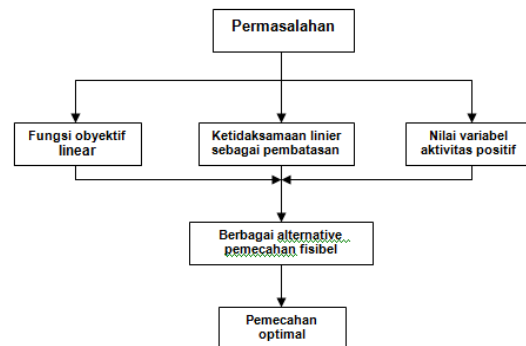 Permasalahan
Fungsi obyektif
linear
Ketidaksamaan linier
sebagai pembatasan
Nilai variabel
aktivitas positif
Berbagai alternative
pemecahan fisibel
Pemecahan
optimal